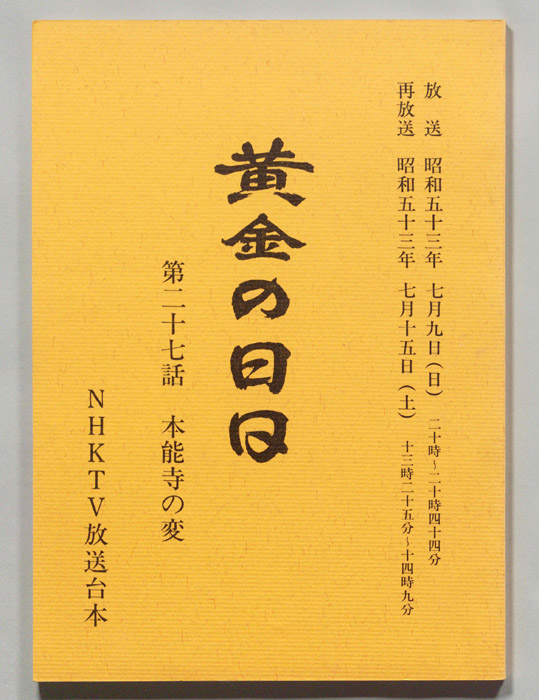 放　送　昭和五十三年　七月九日（日）　二十時～二十時四十四分
再放送　昭和五十三年　七月十五日（土）　十三時二十五分～十四時九分
黄金の日日
第二十七話　本能寺の変
NHKTV放送台本